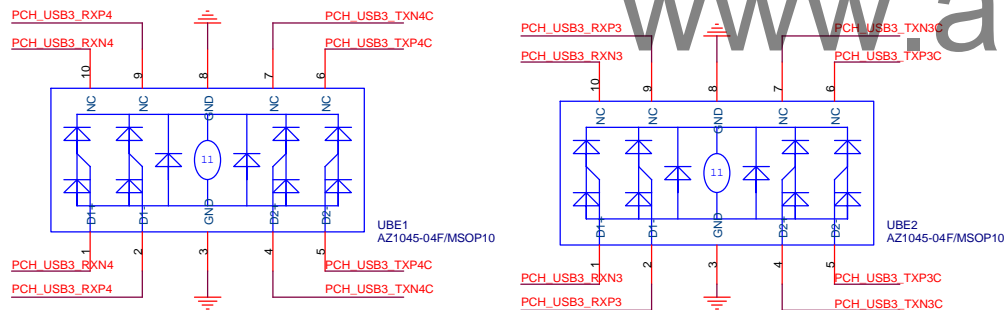 PCH_USB3_RXP4
PCH_USB3_TXN4C
PCH_USB3_RXN4
PCH_USB3_TXP4C
10
9
8
7
6
NC
NC
GND
NC
NC
11
D1+
D1-
GND
D2+
D2-
UBE1
AZ1045-04F/MSOP10
1
2
3
4
5
PCH_USB3_RXN4
PCH_USB3_TXP4C
PCH_USB3_RXP4
PCH_USB3_TXN4C
www.a
PCH_USB3_RXP3
PCH_USB3_TXN3C
PCH_USB3_RXN3
PCH_USB3_TXP3C
10
9
8
7
6
NC
NC
GND
NC
NC
11
D1+
D1-
GND
D2+
D2-
UBE2
AZ1045-04F/MSOP10
1
2
3
4
5
PCH_USB3_RXN3
PCH_USB3_TXP3C
PCH_USB3_RXP3
PCH_USB3_TXN3C